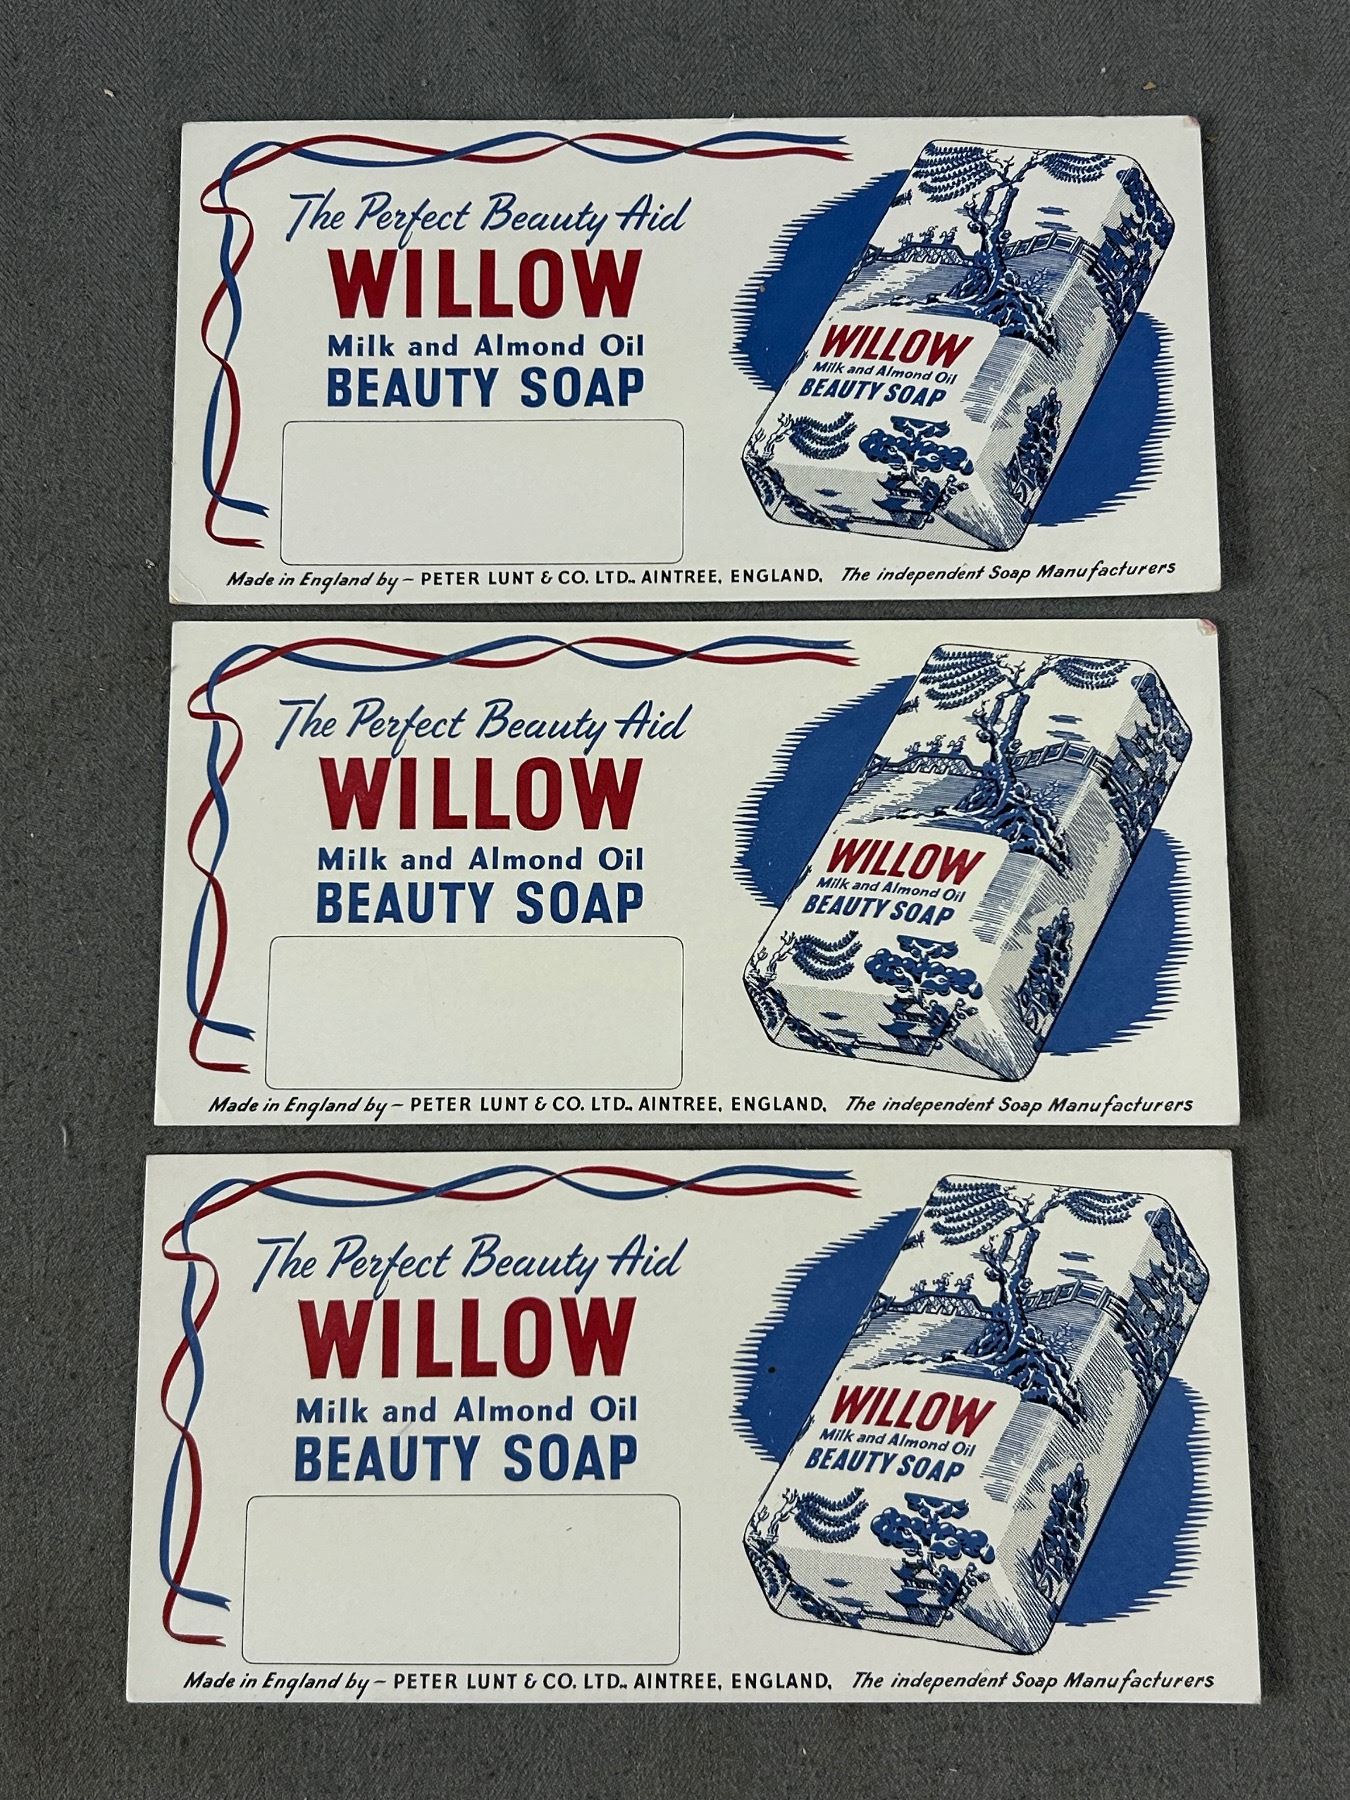 The Perfect Beauty Aid
WILLOW
Milk and Almond Oil
BEAUTY SOAP
WILLOW
Milk and Almond Oil
BEAUTY SOAP
Made in England by – PETER LUNT & CO. LTD., AINTREE, ENGLAND. The independent Soap Manufacturers
The Perfect Beauty Aid
WILLOW
Milk and Almond Oil
BEAUTY SOAP
WILLOW
Milk and Almond Oil
BEAUTY SOAP
Made in England by – PETER LUNT & CO. LTD., AINTREE, ENGLAND. The independent Soap Manufacturers
The Perfect Beauty Aid
WILLOW
Milk and Almond Oil
BEAUTY SOAP
WILLOW
Milk and Almond Oil
BEAUTY SOAP
Made in England by – PETER LUNT & CO. LTD., AINTREE, ENGLAND. The independent Soap Manufacturers